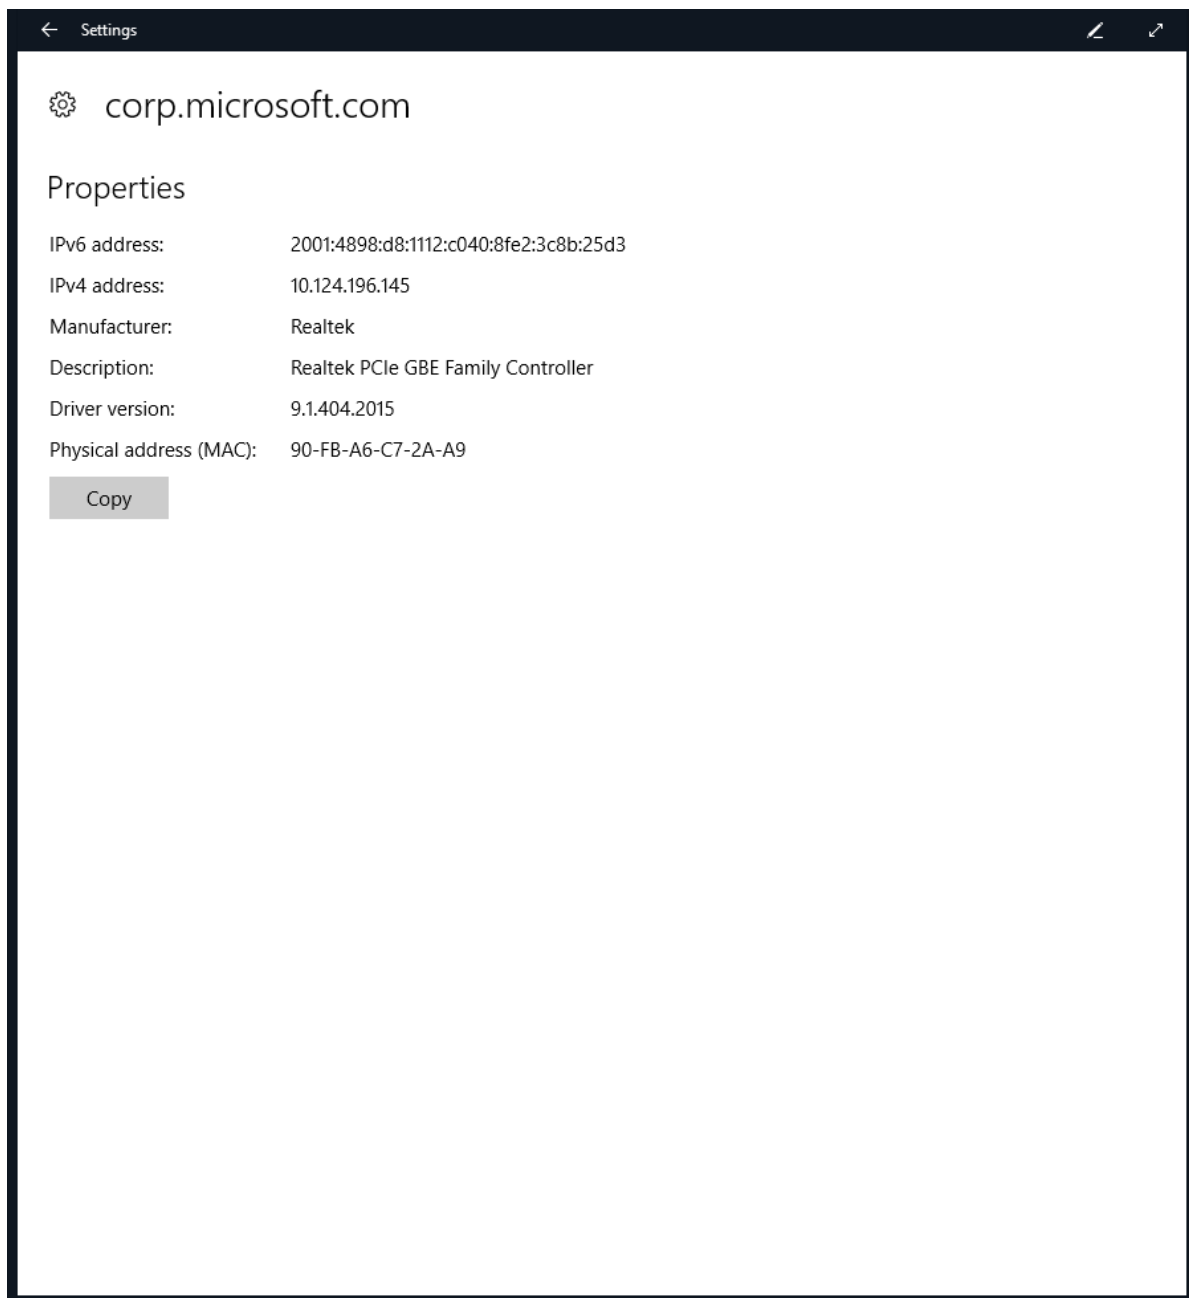 Settings
corp.microsoft.com
Properties
IPv6 address: 2001:4898:d8:1112:c040:8fe2:3c8b:25d3
IPv4 address: 10.124.196.145
Manufacturer: Realtek
Description: Realtek PCIe GBE Family Controller
Driver version: 9.1.404.2015
Physical address (MAC): 90-FB-A6-C7-2A-A9
Copy